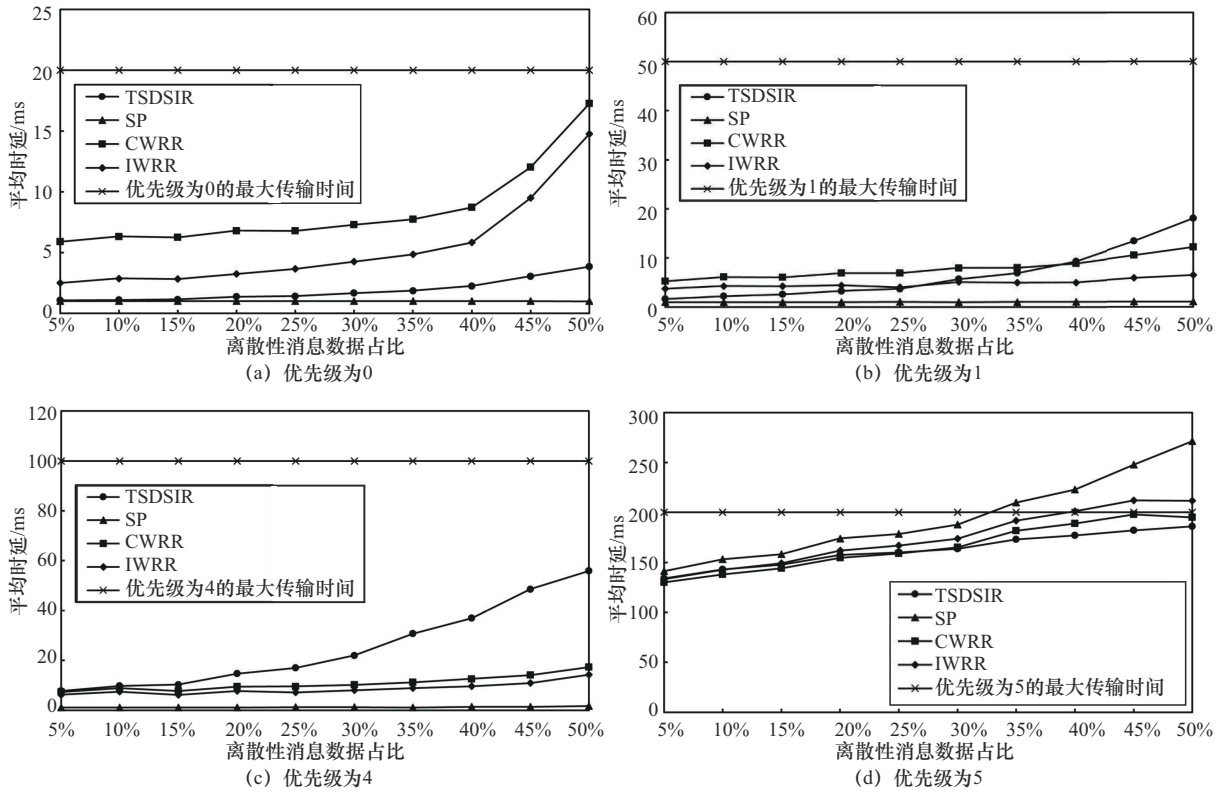 25
20
15
10
5
0
平均时延/ms
TSDSIR
SP
CWRR
IWRR
优先级为0的最大传输时间
5% 10% 15% 20% 25% 30% 35% 40% 45% 50%
离散性消息数据占比
(a) 优先级为0
60
50
40
30
20
10
0
平均时延/ms
TSDSIR
SP
CWRR
IWRR
优先级为1的最大传输时间
5% 10% 15% 20% 25% 30% 35% 40% 45% 50%
离散性消息数据占比
(b) 优先级为1
120
100
80
60
40
20
0
平均时延/ms
TSDSIR
SP
CWRR
IWRR
优先级为4的最大传输时间
5% 10% 15% 20% 25% 30% 35% 40% 45% 50%
离散性消息数据占比
(c) 优先级为4
300
250
200
150
100
50
0
平均时延/ms
TSDSIR
SP
CWRR
IWRR
优先级为5的最大传输时间
5% 10% 15% 20% 25% 30% 35% 40% 45% 50%
离散性消息数据占比
(d) 优先级为5